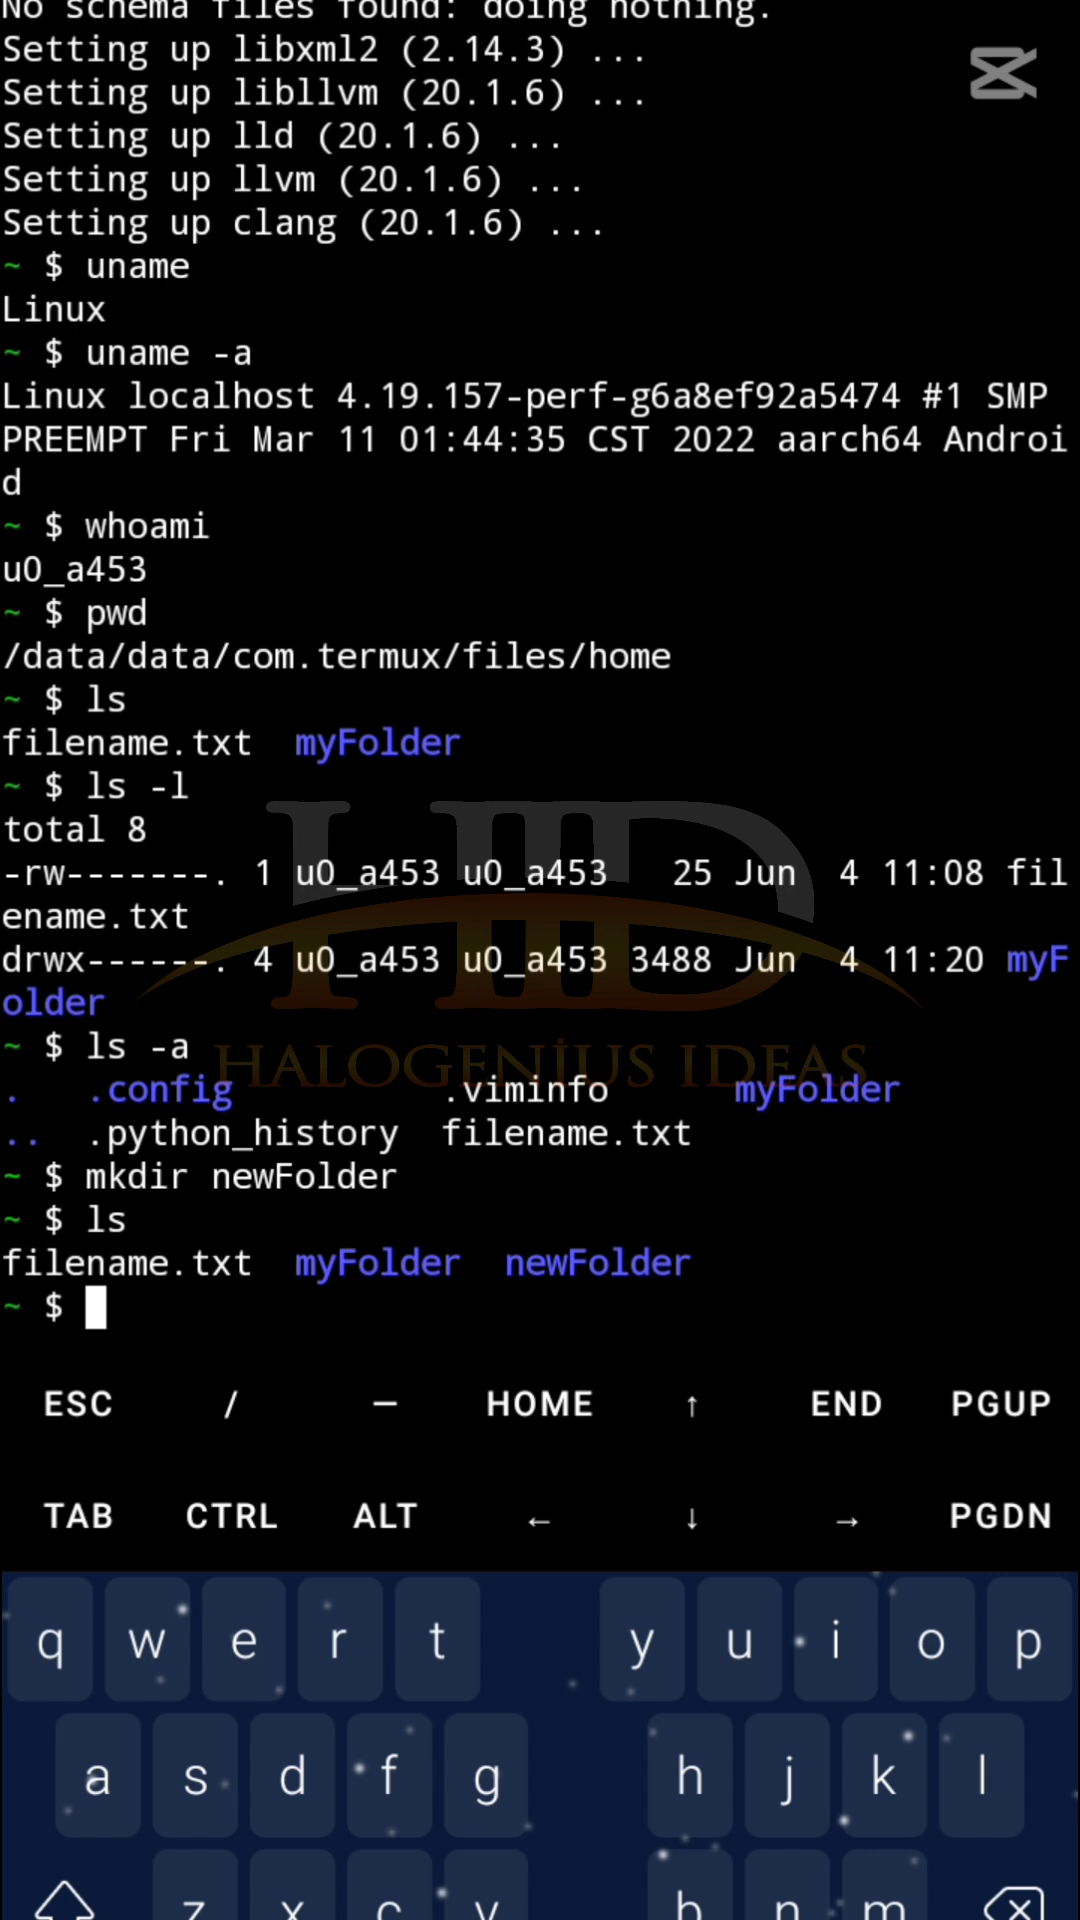 No schema files found: doing nothing.
Setting up libxml2 (2.14.3) ...
Setting up libllvm (20.1.6) ...
Setting up lld (20.1.6) ...
Setting up llvm (20.1.6) ...
Setting up clang (20.1.6) ...
~ $ uname
Linux
~ $ uname -a
Linux localhost 4.19.157-perf-g6a8ef92a5474 #1 SMP
PREEMPT Fri Mar 11 01:44:35 CST 2022 aarch64 Androi
d
~ $ whoami
u0_a453
~ $ pwd
/data/data/com.termux/files/home
~ $ ls
filename.txt  myFolder
~ $ ls -l
total 8
-rw-------. 1 u0_a453 u0_a453   25 Jun  4 11:08 fil
ename.txt
drwx------. 4 u0_a453 u0_a453 3488 Jun  4 11:20 myF
older
~ $ ls -a
.   .config          .viminfo      myFolder
..  .python_history  filename.txt
~ $ mkdir newFolder
~ $ ls
filename.txt  myFolder  newFolder
~ $
HID
HALOGENİUS IDEAS
ESC / — HOME ↑ END PGUP
TAB CTRL ALT ← ↓ → PGDN
q w e r t y u i o p
a s d f g h j k l
z x c v b n m